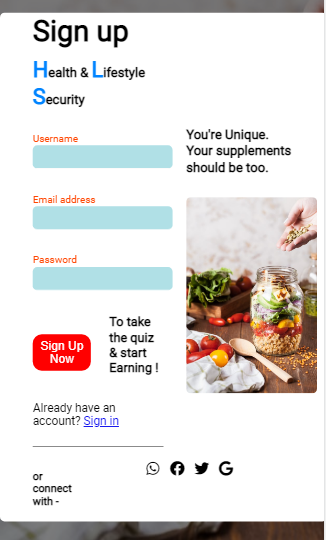 Sign up
Health & Lifestyle
Security
Username
You're Unique.
Your supplements
should be too.
Email address
Password
Sign Up
Now
To take
the quiz
& start
Earning !
Already have an
account? Sign in
or
connect
with -